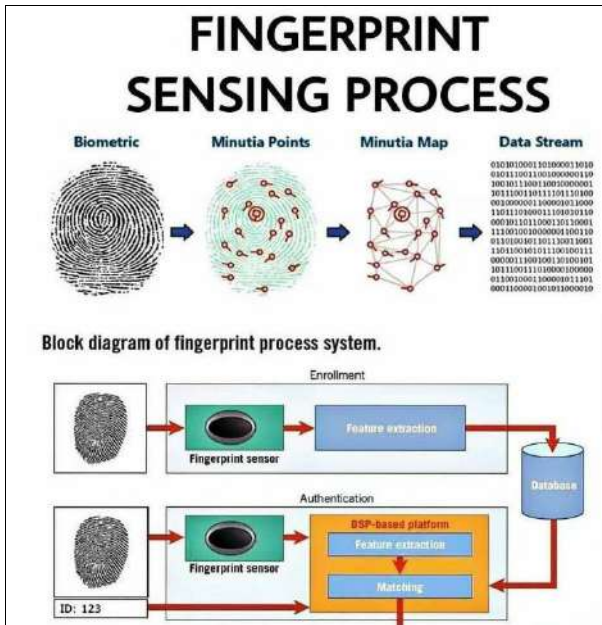 FINGERPRINT
SENSING PROCESS
Biometric
Minutia Points
Minutia Map
Data Stream
Block diagram of fingerprint process system.
Enrollment
Fingerprint sensor
Feature extraction
Database
Authentication
Fingerprint sensor
BSP-based platform
Feature extraction
Matching
ID: 123